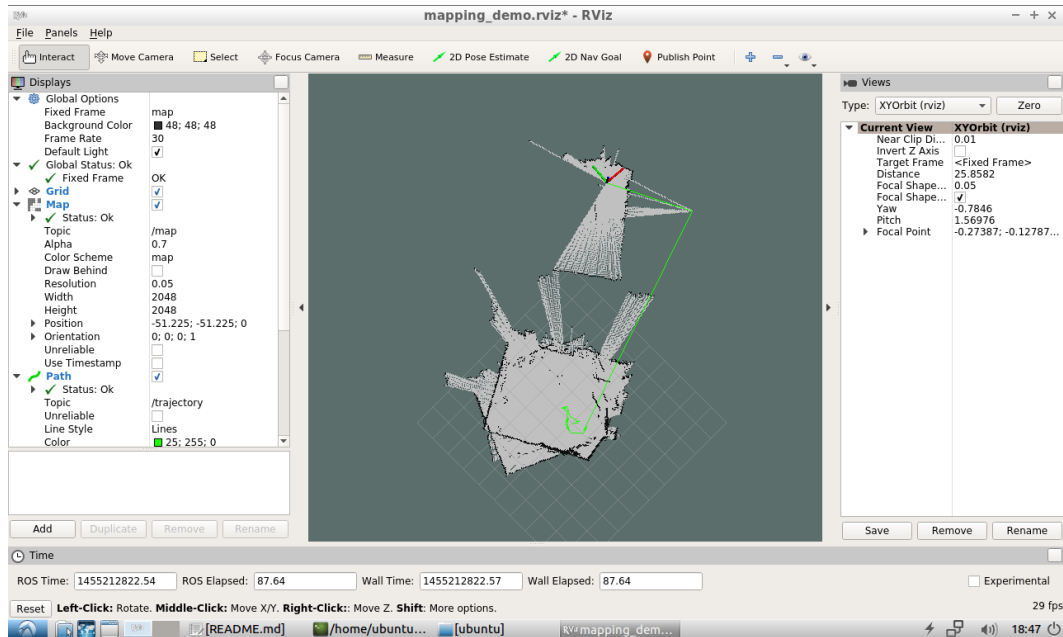 mapping_demo.rviz* - RViz
File Panels Help
Interact Move Camera Select Focus Camera Measure 2D Pose Estimate 2D Nav Goal Publish Point
Displays
Global Options
Fixed Frame map
Background Color 48; 48; 48
Frame Rate 30
Default Light
Global Status: Ok
Fixed Frame OK
Grid
Map
Status: Ok
Topic /map
Alpha 0.7
Color Scheme map
Draw Behind
Resolution 0.05
Width 2048
Height 2048
Position -51.225; -51.225; 0
Orientation 0; 0; 0; 1
Unreliable
Use Timestamp
Path
Status: Ok
Topic /trajectory
Unreliable
Line Style Lines
Color 25; 255; 0
Add Duplicate Remove Rename
Views
Type: XYOrbit (rviz) Zero
Current View XYOrbit (rviz)
Near Clip Di... 0.01
Invert Z Axis
Target Frame <Fixed Frame>
Distance 25.8582
Focal Shape... 0.05
Focal Shape...
Yaw -0.7846
Pitch 1.56976
Focal Point -0.27387; -0.12787...
Save Remove Rename
Time
ROS Time: 1455212822.54 ROS Elapsed: 87.64 Wall Time: 1455212822.57 Wall Elapsed: 87.64 Experimental
Reset Left-Click: Rotate. Middle-Click: Move X/Y. Right-Click:: Move Z. Shift: More options. 29 fps
[README.md] /home/ubuntu... [ubuntu] mapping_dem... 18:47